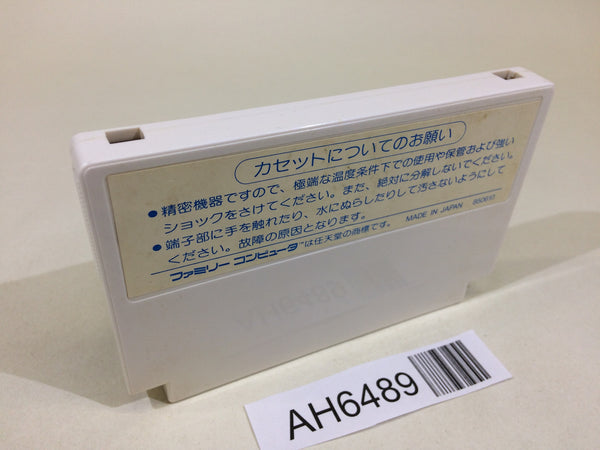 カセットについてのお願い
●精密機器ですので、極端な温度条件下での使用や保管および強い
ショックをさけてください。また、絶対に分解しないでください。
●端子部に手を触れたり、水にぬらしたりして汚さないようにして
ください。故障の原因となります。
ファミリー コンピュータ™は任天堂の商標です。 MADE IN JAPAN
AH6489